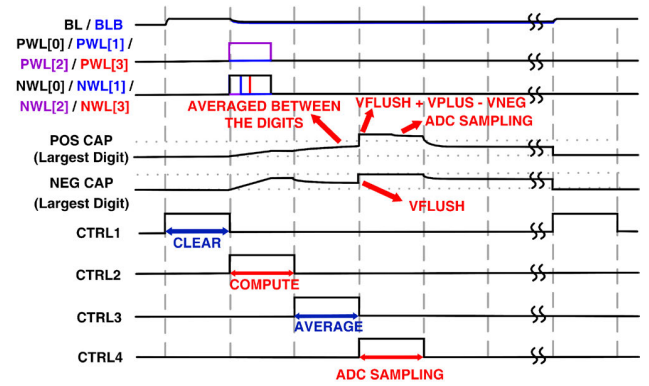 BL / BLB
PWL[0] / PWL[1] /
PWL[2] / PWL[3]
NWL[0] / NWL[1] /
NWL[2] / NWL[3]
AVERAGED BETWEEN
THE DIGITS
VFLUSH + VPLUS - VNEG
ADC SAMPLING
POS CAP
(Largest Digit)
NEG CAP
(Largest Digit)
VFLUSH
CTRL1
CLEAR
CTRL2
COMPUTE
CTRL3
AVERAGE
CTRL4
ADC SAMPLING